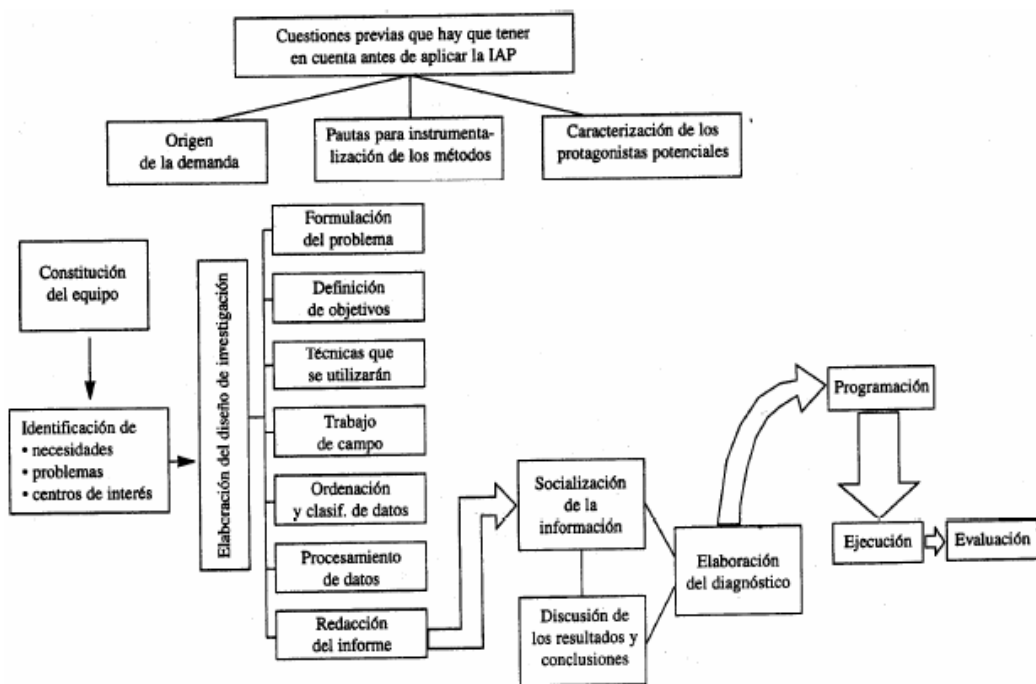 Cuestiones previas que hay que tener
en cuenta antes de aplicar la IAP
Origen
de la demanda
Pautas para instrumenta-
lización de los métodos
Caracterización de los
protagonistas potenciales
Constitución
del equipo
Identificación de
• necesidades
• problemas
• centros de interés
Elaboración del diseño de investigación
Formulación
del problema
Definición
de objetivos
Técnicas que
se utilizarán
Trabajo
de campo
Ordenación
y clasif. de datos
Procesamiento
de datos
Redacción
del informe
Socialización
de la
información
Discusión de
los resultados y
conclusiones
Elaboración
del diagnóstico
Programación
Ejecución
Evaluación